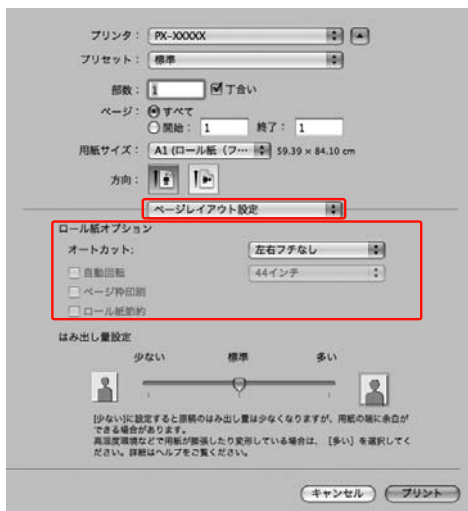 プリンタ： PX-XXXXX
プリセット： 標準
部数： 1 丁合い
ページ： すべて
開始： 1 終了： 1
用紙サイズ： A1 (ロール紙（フ… 59.39 × 84.10 cm
方向：
ページレイアウト設定
ロール紙オプション
オートカット： 左右フチなし
自動回転 44インチ
ページ枠印刷
ロール紙節約
はみ出し量設定
少ない 標準 多い
[少ない]に設定すると原稿のはみ出し量は少なくなりますが、用紙の端に余白が
できる場合があります。
高湿度環境などで用紙が膨張したり変形している場合は、［多い］を選択してく
ださい。詳細はヘルプをご覧ください。
キャンセル プリント